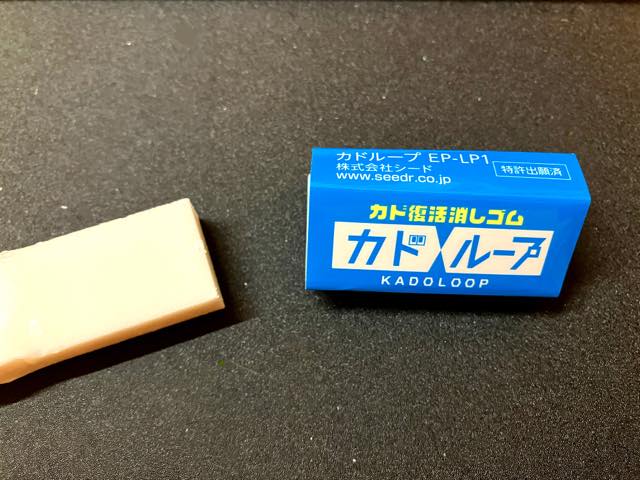 カドループ EP-LP1
株式会社シード
www.seedr.co.jp
特許出願済
カド復活消しゴム
カドループ
KADOLOOP